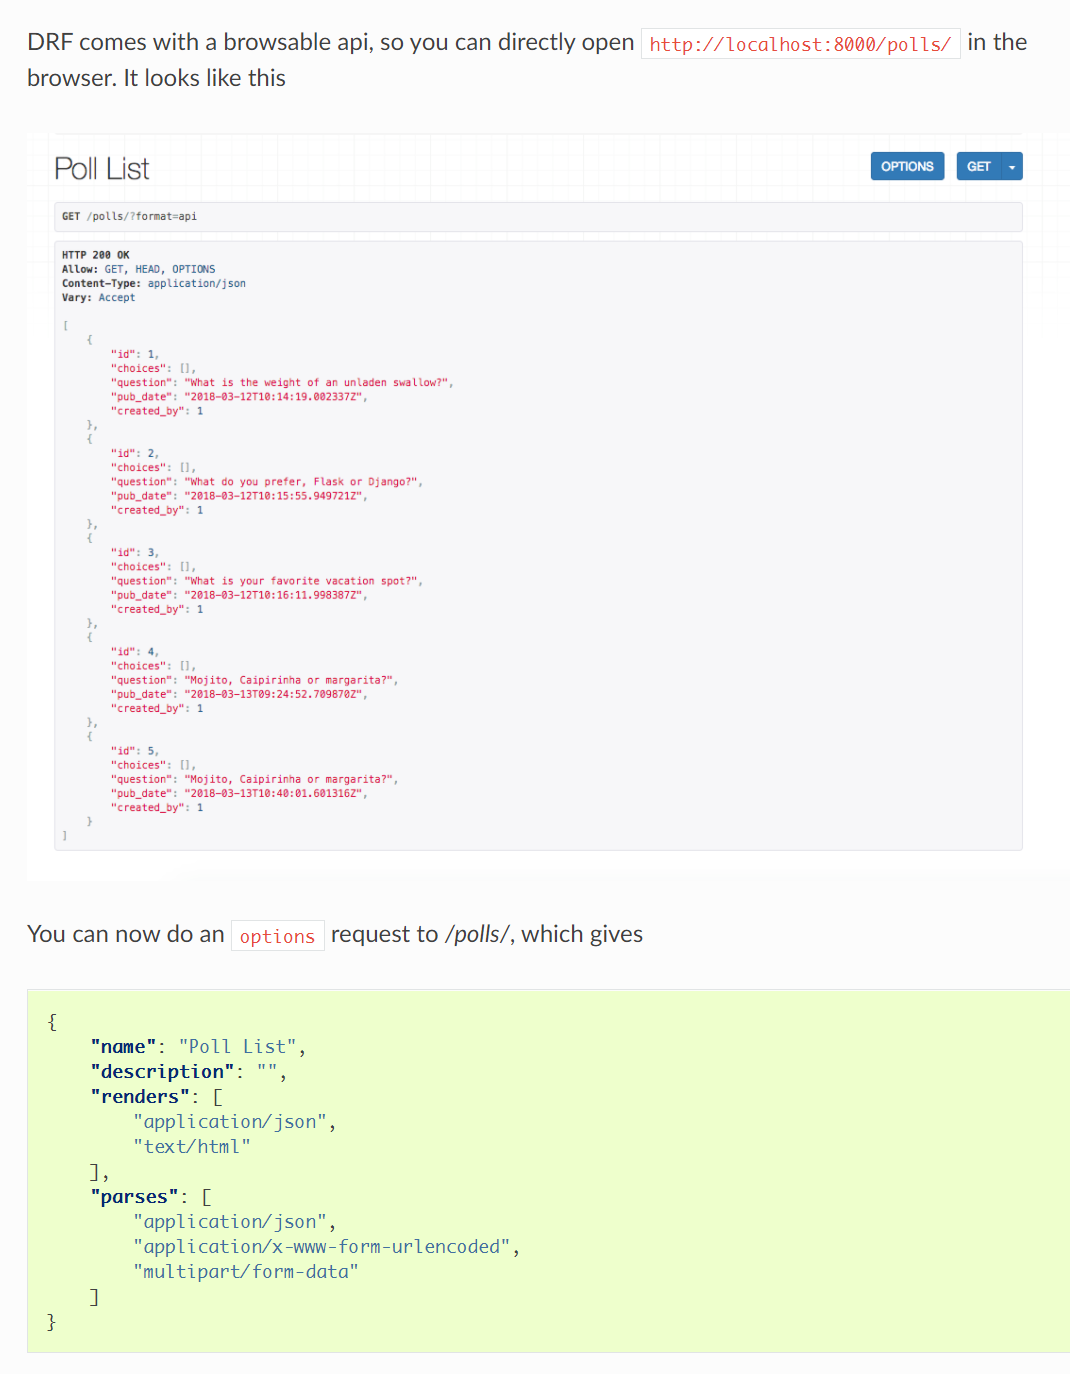 DRF comes with a browsable api, so you can directly open http://localhost:8000/polls/ in the
browser. It looks like this
Poll List
OPTIONS GET
GET /polls/?format=api
HTTP 200 OK
Allow: GET, HEAD, OPTIONS
Content-Type: application/json
Vary: Accept
[
{
"id": 1,
"choices": [],
"question": "What is the weight of an unladen swallow?",
"pub_date": "2018-03-12T10:14:19.002337Z",
"created_by": 1
},
{
"id": 2,
"choices": [],
"question": "What do you prefer, Flask or Django?",
"pub_date": "2018-03-12T10:15:55.949721Z",
"created_by": 1
},
{
"id": 3,
"choices": [],
"question": "What is your favorite vacation spot?",
"pub_date": "2018-03-12T10:16:11.998387Z",
"created_by": 1
},
{
"id": 4,
"choices": [],
"question": "Mojito, Caipirinha or margarita?",
"pub_date": "2018-03-13T09:24:52.709870Z",
"created_by": 1
},
{
"id": 5,
"choices": [],
"question": "Mojito, Caipirinha or margarita?",
"pub_date": "2018-03-13T10:40:01.601316Z",
"created_by": 1
}
]
You can now do an options request to /polls/, which gives
{
"name": "Poll List",
"description": "",
"renders": [
"application/json",
"text/html"
],
"parses": [
"application/json",
"application/x-www-form-urlencoded",
"multipart/form-data"
]
}